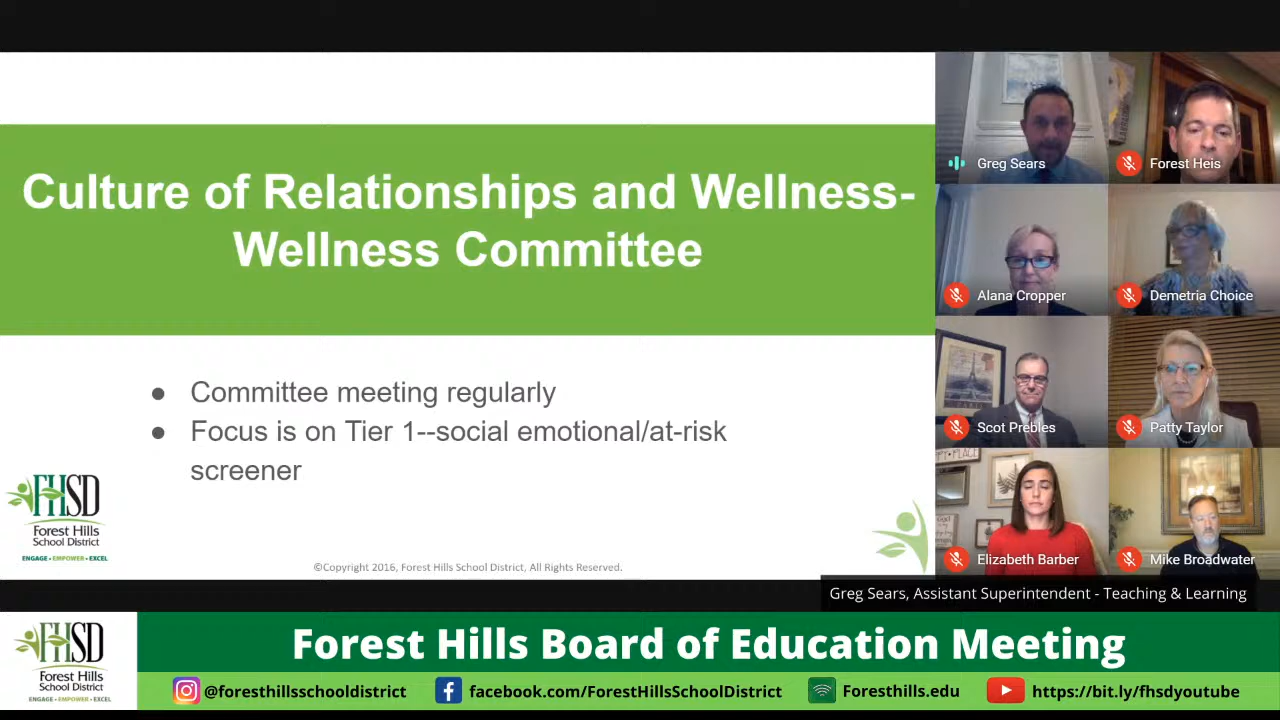 Culture of Relationships and Wellness-
Wellness Committee
● Committee meeting regularly
● Focus is on Tier 1--social emotional/at-risk
screener
FHSD
Forest Hills
School District
ENGAGE • EMPOWER • EXCEL
©Copyright 2016, Forest Hills School District, All Rights Reserved.
Greg Sears
Forest Heis
Alana Cropper
Demetria Choice
PARIS
Scot Prebles
Patty Taylor
Elizabeth Barber
Mike Broadwater
Greg Sears, Assistant Superintendent - Teaching & Learning
FHSD
Forest Hills
School District
ENGAGE • EMPOWER • EXCEL
Forest Hills Board of Education Meeting
@foresthillsschooldistrict
facebook.com/ForestHillsSchoolDistrict
Foresthills.edu
https://bit.ly/fhsdyoutube